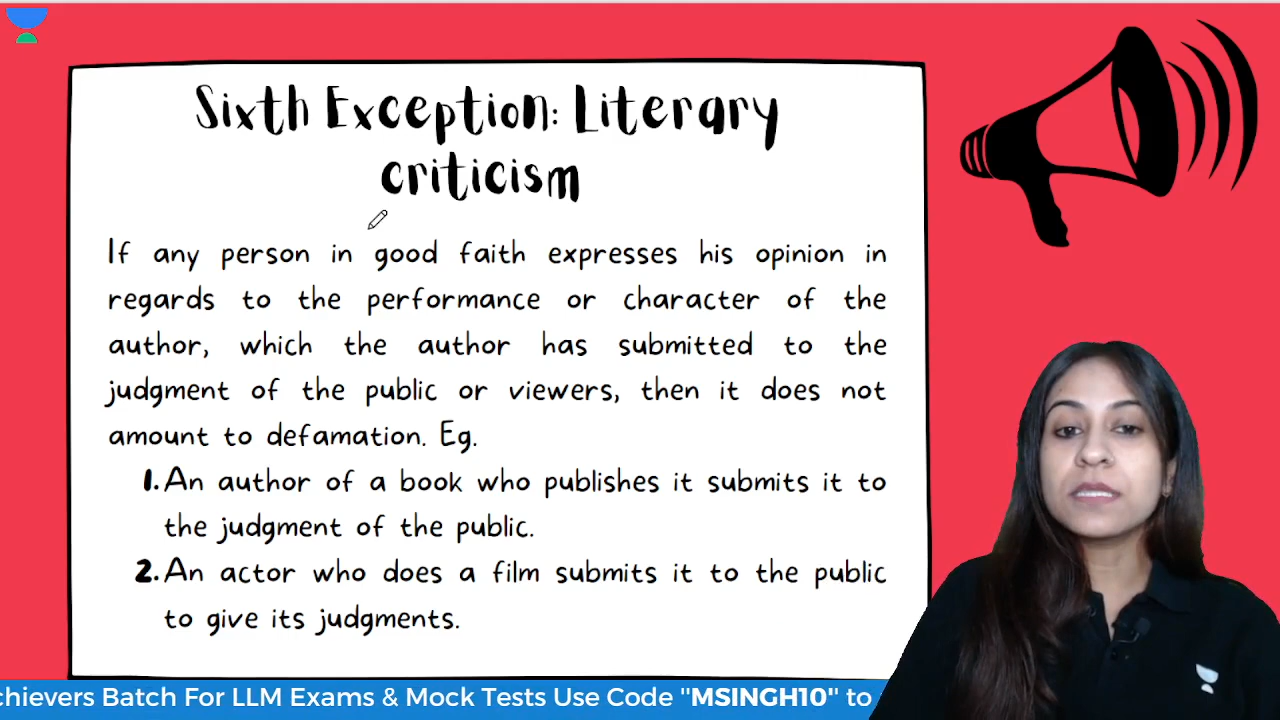 Sixth Exception: Literary
criticism
If any person in good faith expresses his opinion in
regards to the performance or character of the
author, which the author has submitted to the
judgment of the public or viewers, then it does not
amount to defamation. Eg.
1. An author of a book who publishes it submits it to
the judgment of the public.
2. An actor who does a film submits it to the public
to give its judgments.
chievers Batch For LLM Exams & Mock Tests Use Code "MSINGH10" to